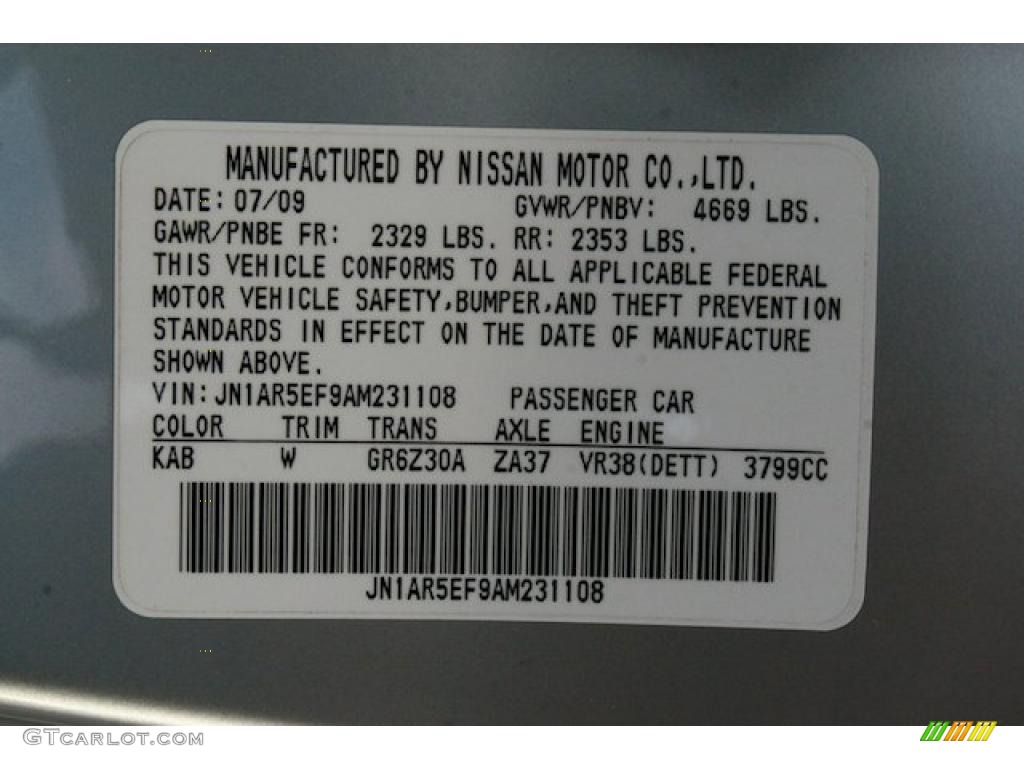 MANUFACTURED BY NISSAN MOTOR CO.,LTD.
DATE: 07/09 GVWR/PNBV: 4669 LBS.
GAWR/PNBE FR: 2329 LBS. RR: 2353 LBS.
THIS VEHICLE CONFORMS TO ALL APPLICABLE FEDERAL
MOTOR VEHICLE SAFETY,BUMPER,AND THEFT PREVENTION
STANDARDS IN EFFECT ON THE DATE OF MANUFACTURE
SHOWN ABOVE.
VIN:JN1AR5EF9AM231108 PASSENGER CAR
COLOR TRIM TRANS AXLE ENGINE
KAB W GR6Z30A ZA37 VR38(DETT) 3799CC
JN1AR5EF9AM231108
GTCARLOT.COM